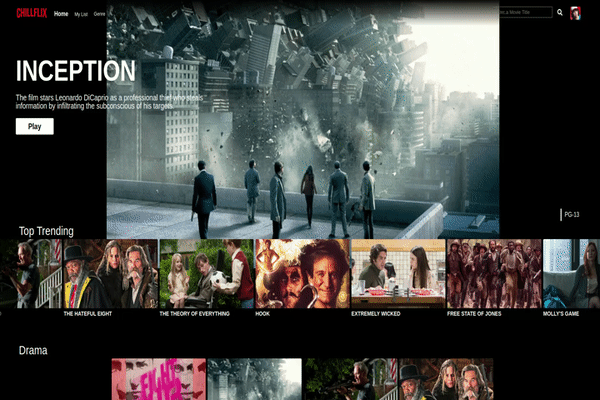 CHILLFLIX
Home
My List
Genre
a Movie Title
INCEPTION
The film stars Leonardo DiCaprio as a professional thief who steals
information by infiltrating the subconscious of his targets
Play
PG-13
Top Trending
THE HATEFUL EIGHT
THE THEORY OF EVERYTHING
HOOK
EXTREMELY WICKED
FREE STATE OF JONES
MOLLY'S GAME
Drama